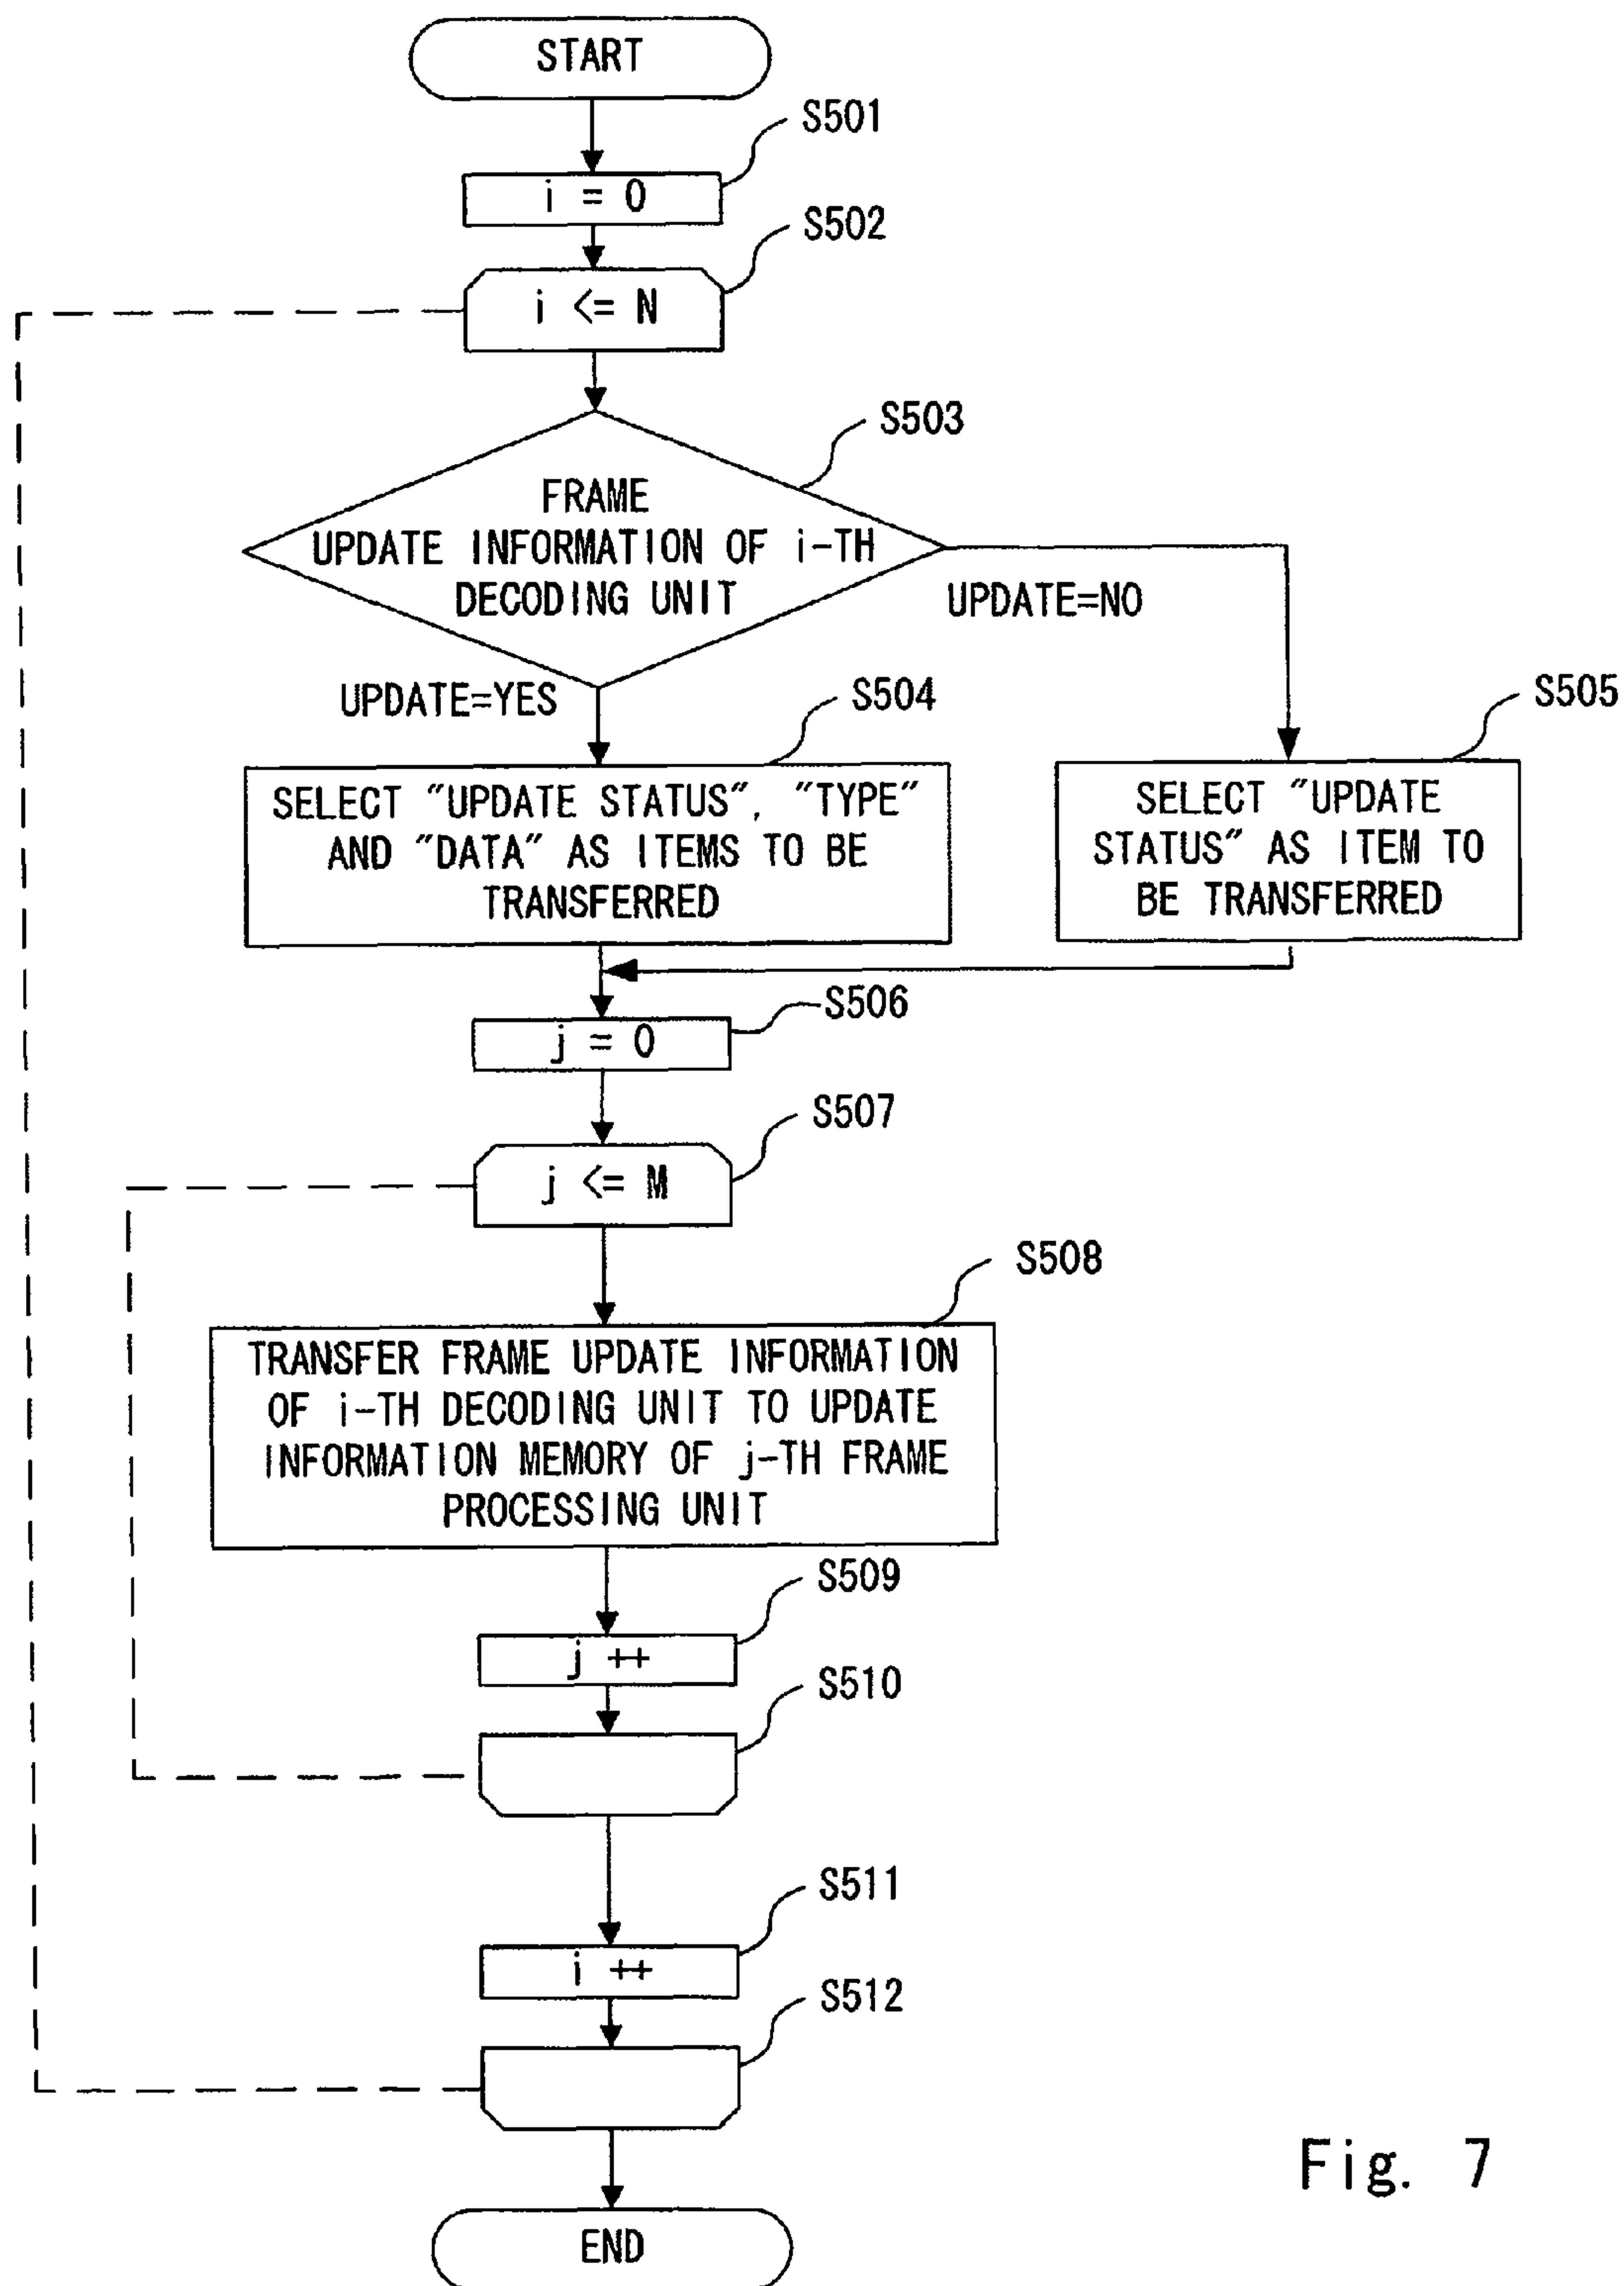 START
S501
i = 0
S502
i <= N
S503
FRAME
UPDATE INFORMATION OF i-TH
DECODING UNIT
UPDATE=NO
UPDATE=YES
S504
S505
SELECT "UPDATE STATUS", "TYPE"
AND "DATA" AS ITEMS TO BE
TRANSFERRED
SELECT "UPDATE
STATUS" AS ITEM TO
BE TRANSFERRED
S506
j = 0
S507
j <= M
S508
TRANSFER FRAME UPDATE INFORMATION
OF i-TH DECODING UNIT TO UPDATE
INFORMATION MEMORY OF j-TH FRAME
PROCESSING UNIT
S509
j ++
S510
S511
i ++
S512
END
Fig. 7